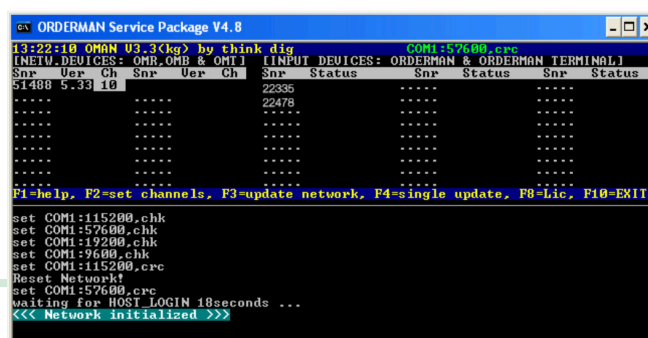 ORDERMAN Service Package V4.8
13:22:10 OMAN V3.3(kg) by think dig COM1:57600,crc
[NETW.DEVICES: OMR,OMB & OMT] [INPUT DEVICES: ORDERMAN & ORDERMAN TERMINAL]
Snr Ver Ch Snr Ver Ch Snr Status Snr Status Snr Status
51488 5.33 10 ..... 22335 ..... .....
..... ..... 22478 ..... .....
..... ..... ..... ..... .....
..... ..... ..... ..... .....
..... ..... ..... ..... .....
..... ..... ..... ..... .....
..... ..... ..... ..... .....
F1=help, F2=set channels, F3=update network, F4=single update, F8=Lic, F10=EXIT
set COM1:115200,chk
set COM1:57600,chk
set COM1:19200,chk
set COM1:9600,chk
set COM1:115200,crc
Reset Network!
set COM1:57600,crc
waiting for HOST_LOGIN 18seconds ...
<<< Network initialized >>>